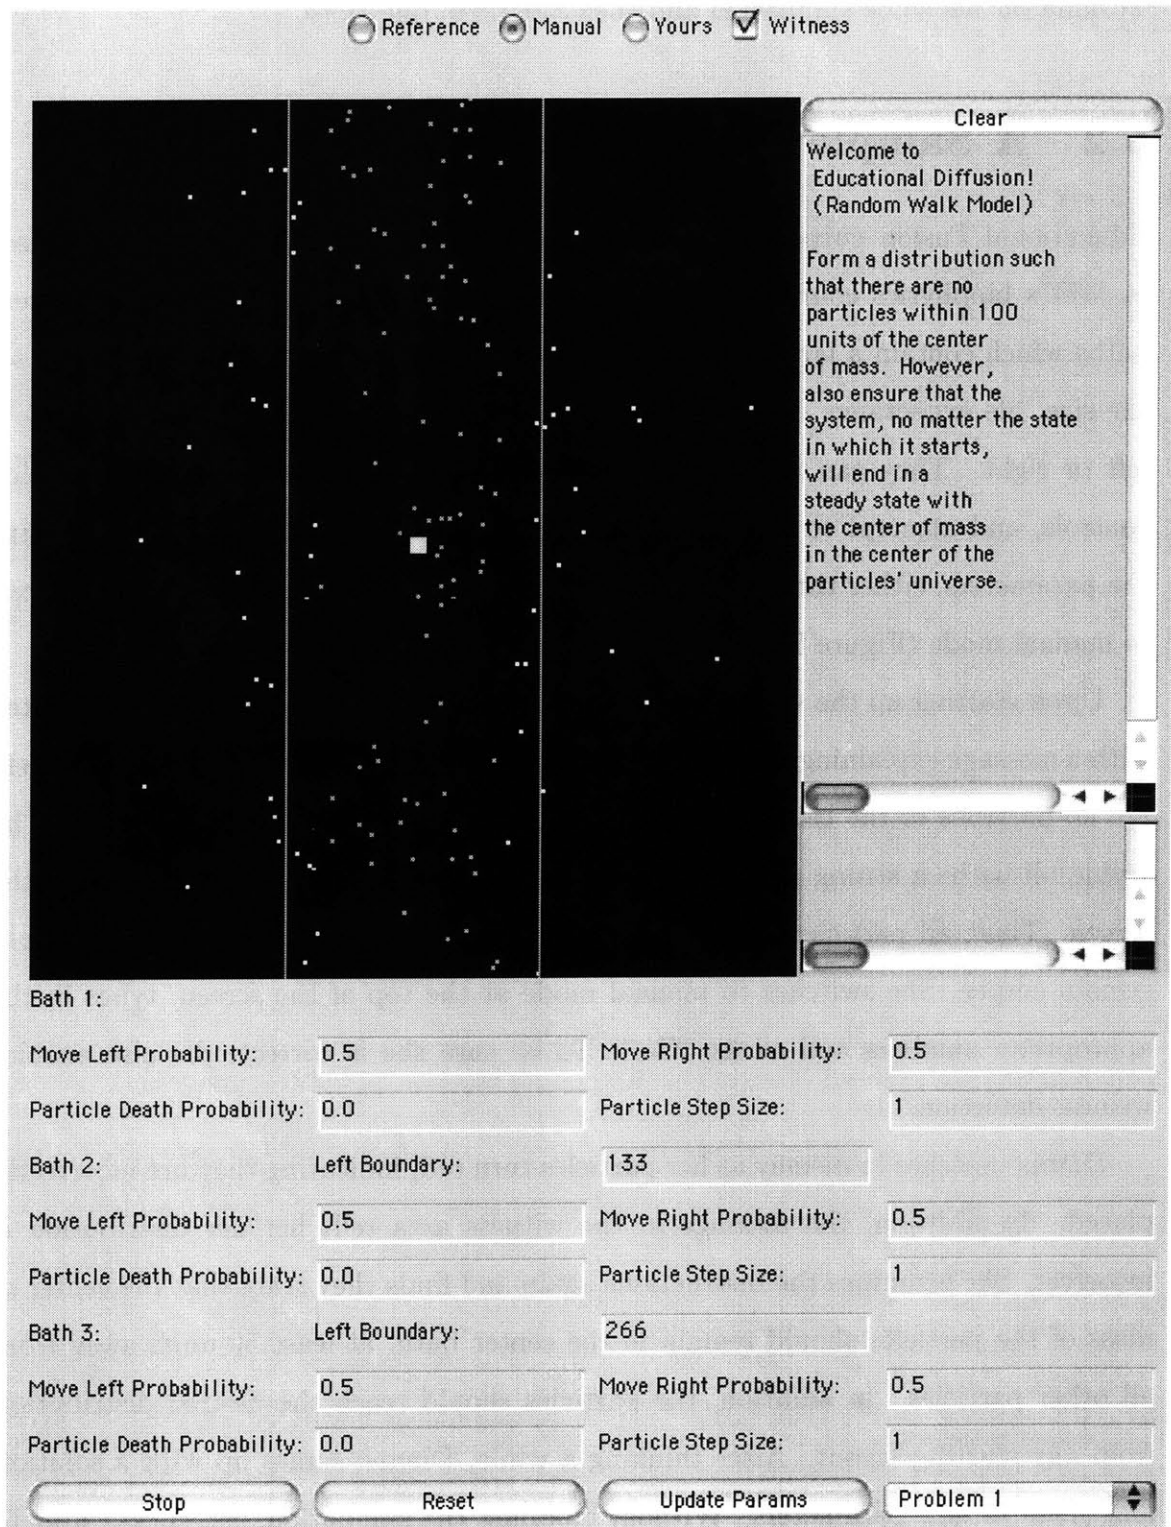 Reference Manual Yours Witness
Clear
Welcome to
Educational Diffusion!
(Random Walk Model)
Form a distribution such
that there are no
particles within 100
units of the center
of mass. However,
also ensure that the
system, no matter the state
in which it starts,
will end in a
steady state with
the center of mass
in the center of the
particles' universe.
Bath 1:
Move Left Probability: 0.5 Move Right Probability: 0.5
Particle Death Probability: 0.0 Particle Step Size: 1
Bath 2: Left Boundary: 133
Move Left Probability: 0.5 Move Right Probability: 0.5
Particle Death Probability: 0.0 Particle Step Size: 1
Bath 3: Left Boundary: 266
Move Left Probability: 0.5 Move Right Probability: 0.5
Particle Death Probability: 0.0 Particle Step Size: 1
Stop Reset Update Params Problem 1